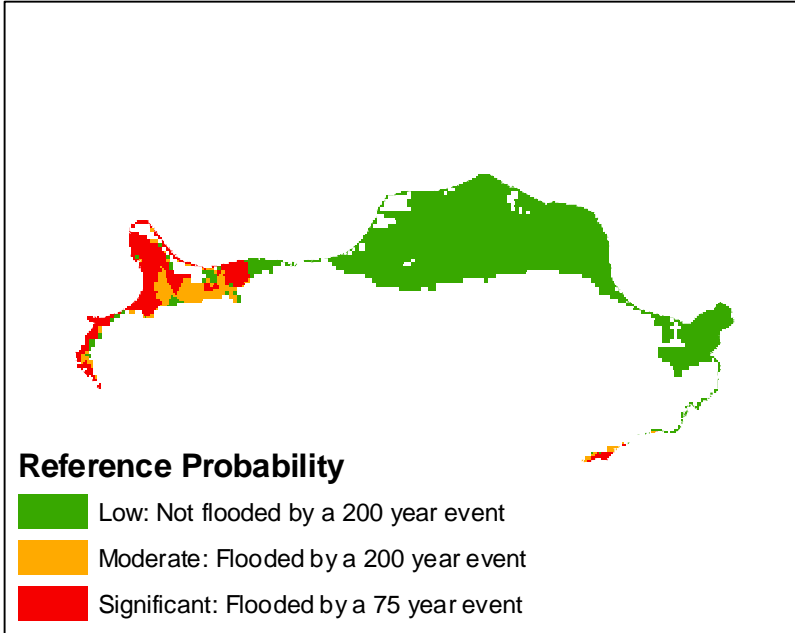 Reference Probability
Low: Not flooded by a 200 year event
Moderate: Flooded by a 200 year event
Significant: Flooded by a 75 year event